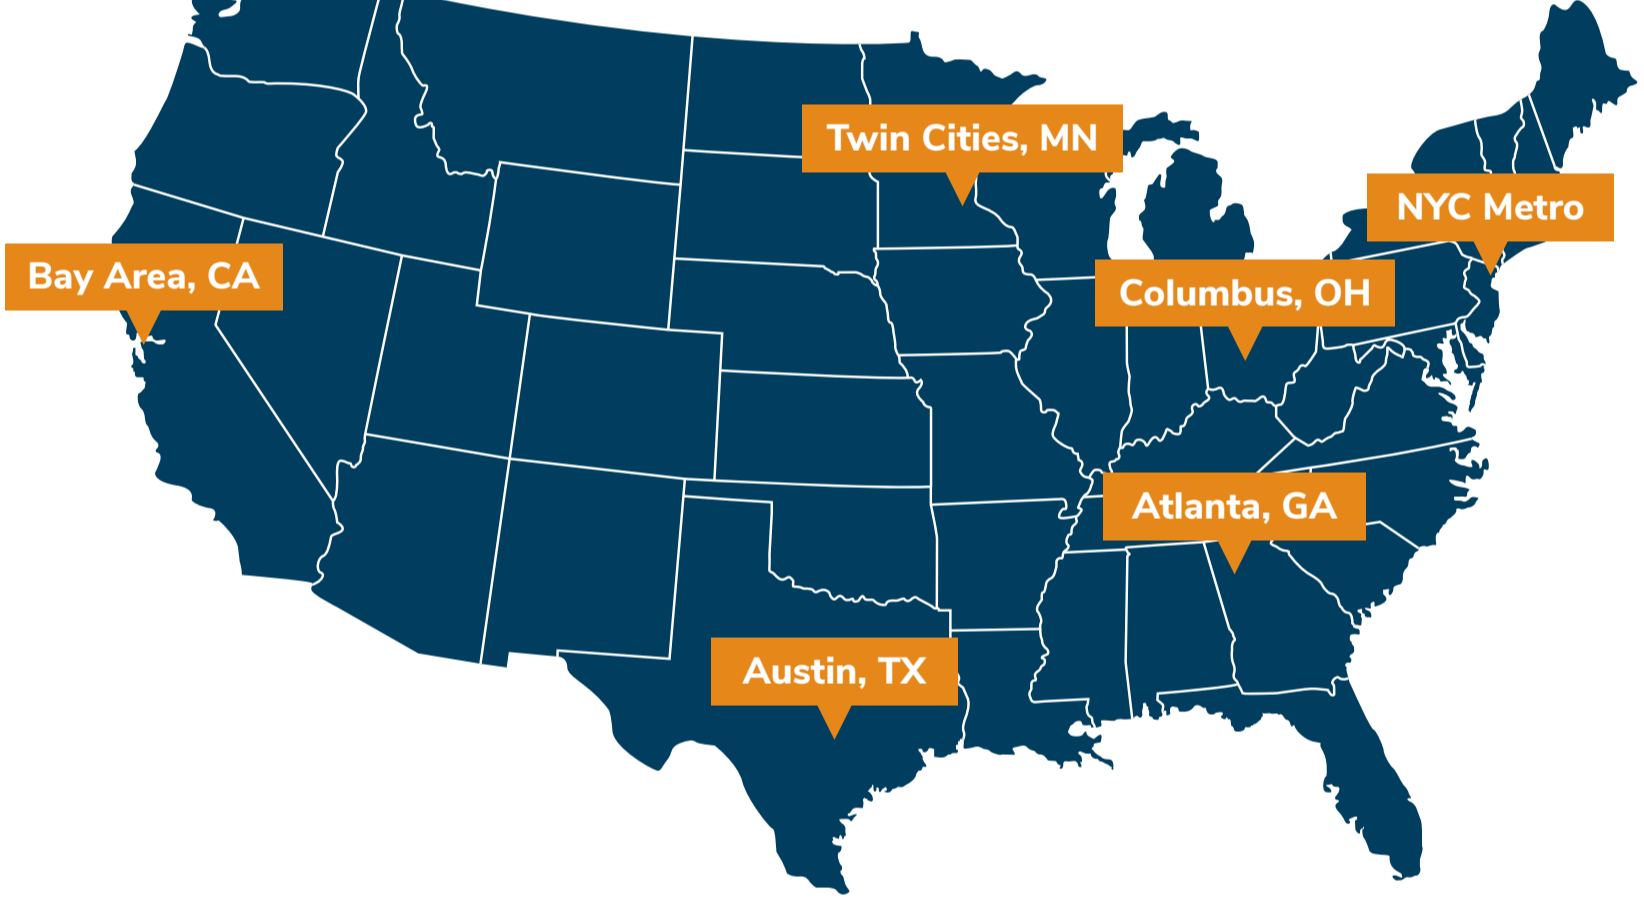 Twin Cities, MN
NYC Metro
Bay Area, CA
Columbus, OH
Atlanta, GA
Austin, TX